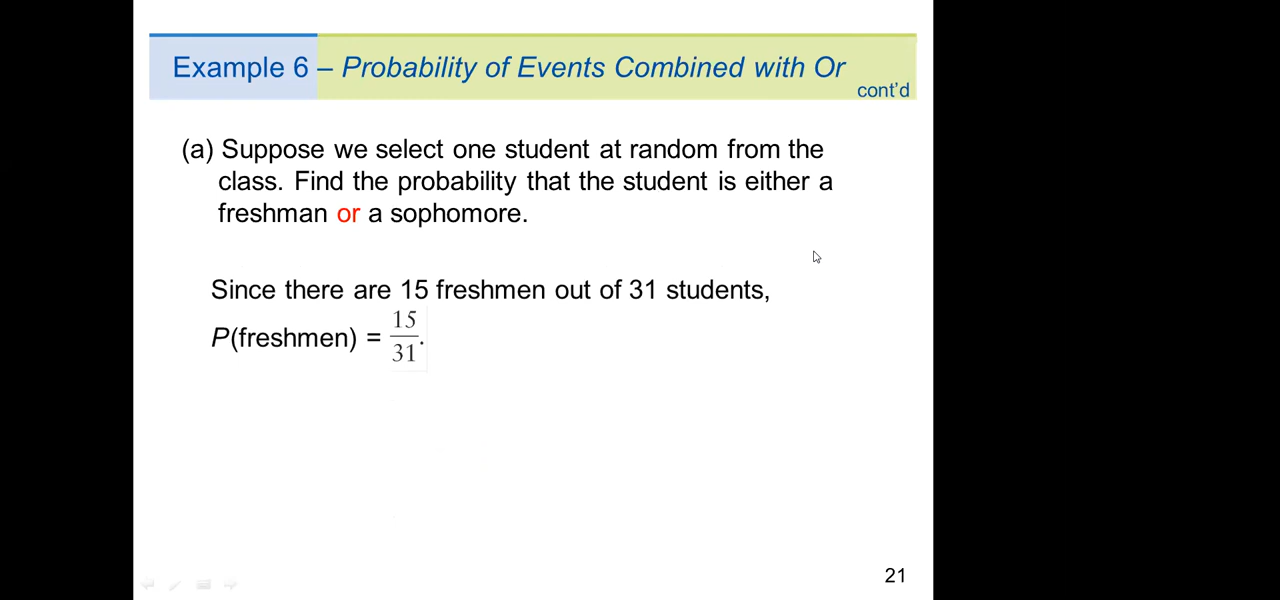 Example 6 – Probability of Events Combined with Or
cont'd
(a) Suppose we select one student at random from the
class. Find the probability that the student is either a
freshman or a sophomore.
Since there are 15 freshmen out of 31 students,
P(freshmen) = 15/31.
21